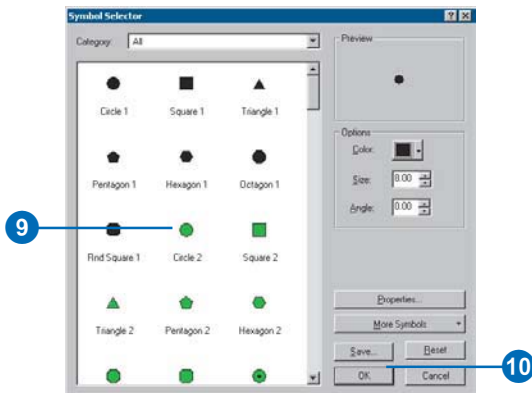 Symbol Selector
Category: All
Circle 1 Square 1 Triangle 1
Pentagon 1 Hexagon 1 Octagon 1
Rnd Square 1 Circle 2 Square 2
Triangle 2 Pentagon 2 Hexagon 2
Preview
Options
Color:
Size: 8.00
Angle: 0.00
Properties...
More Symbols
Save... Reset
OK Cancel
9
10